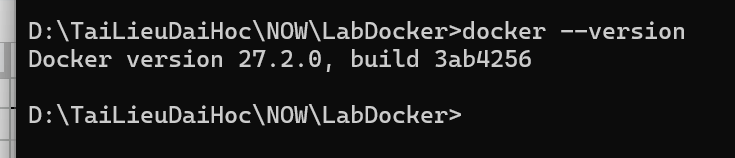 D:\TaiLieuDaiHoc\NOW\LabDocker>docker --version
Docker version 27.2.0, build 3ab4256
D:\TaiLieuDaiHoc\NOW\LabDocker>